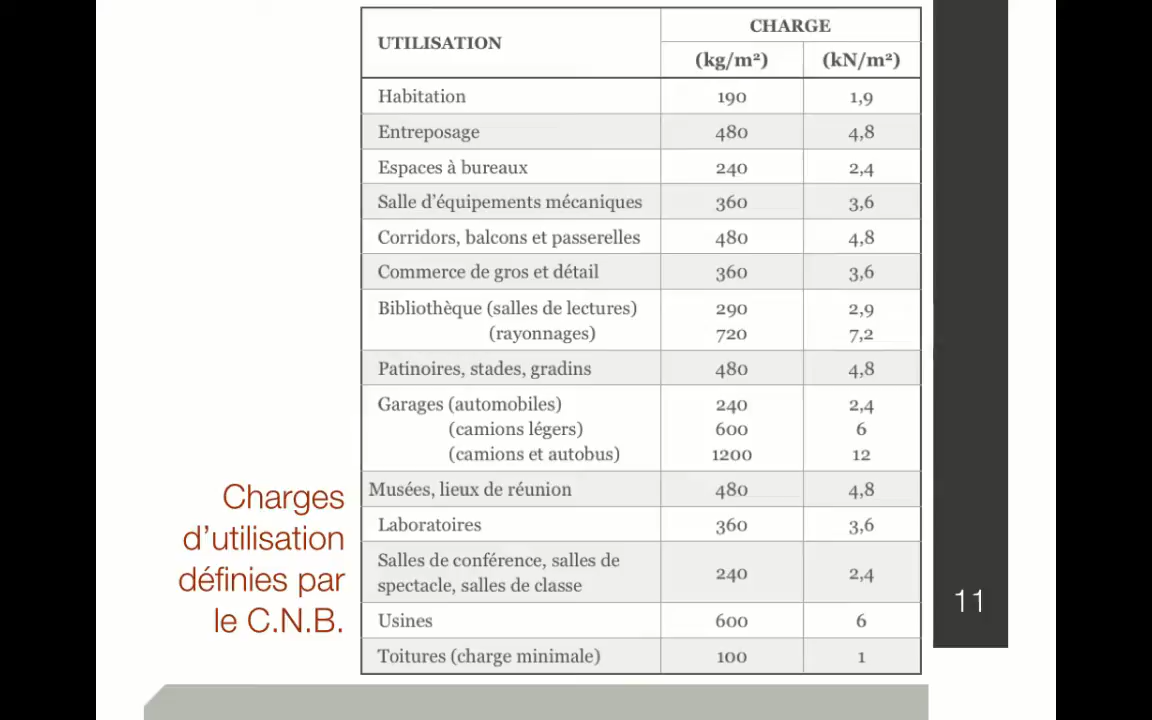 UTILISATION CHARGE
(kg/m²) (kN/m²)
Habitation 190 1,9
Entreposage 480 4,8
Espaces à bureaux 240 2,4
Salle d'équipements mécaniques 360 3,6
Corridors, balcons et passerelles 480 4,8
Commerce de gros et détail 360 3,6
Bibliothèque (salles de lectures) 290 2,9
(rayonnages) 720 7,2
Patinoires, stades, gradins 480 4,8
Garages (automobiles) 240 2,4
(camions légers) 600 6
(camions et autobus) 1200 12
Musées, lieux de réunion 480 4,8
Laboratoires 360 3,6
Salles de conférence, salles de
spectacle, salles de classe 240 2,4
Usines 600 6
Toitures (charge minimale) 100 1
Charges
d'utilisation
définies par
le C.N.B.
11